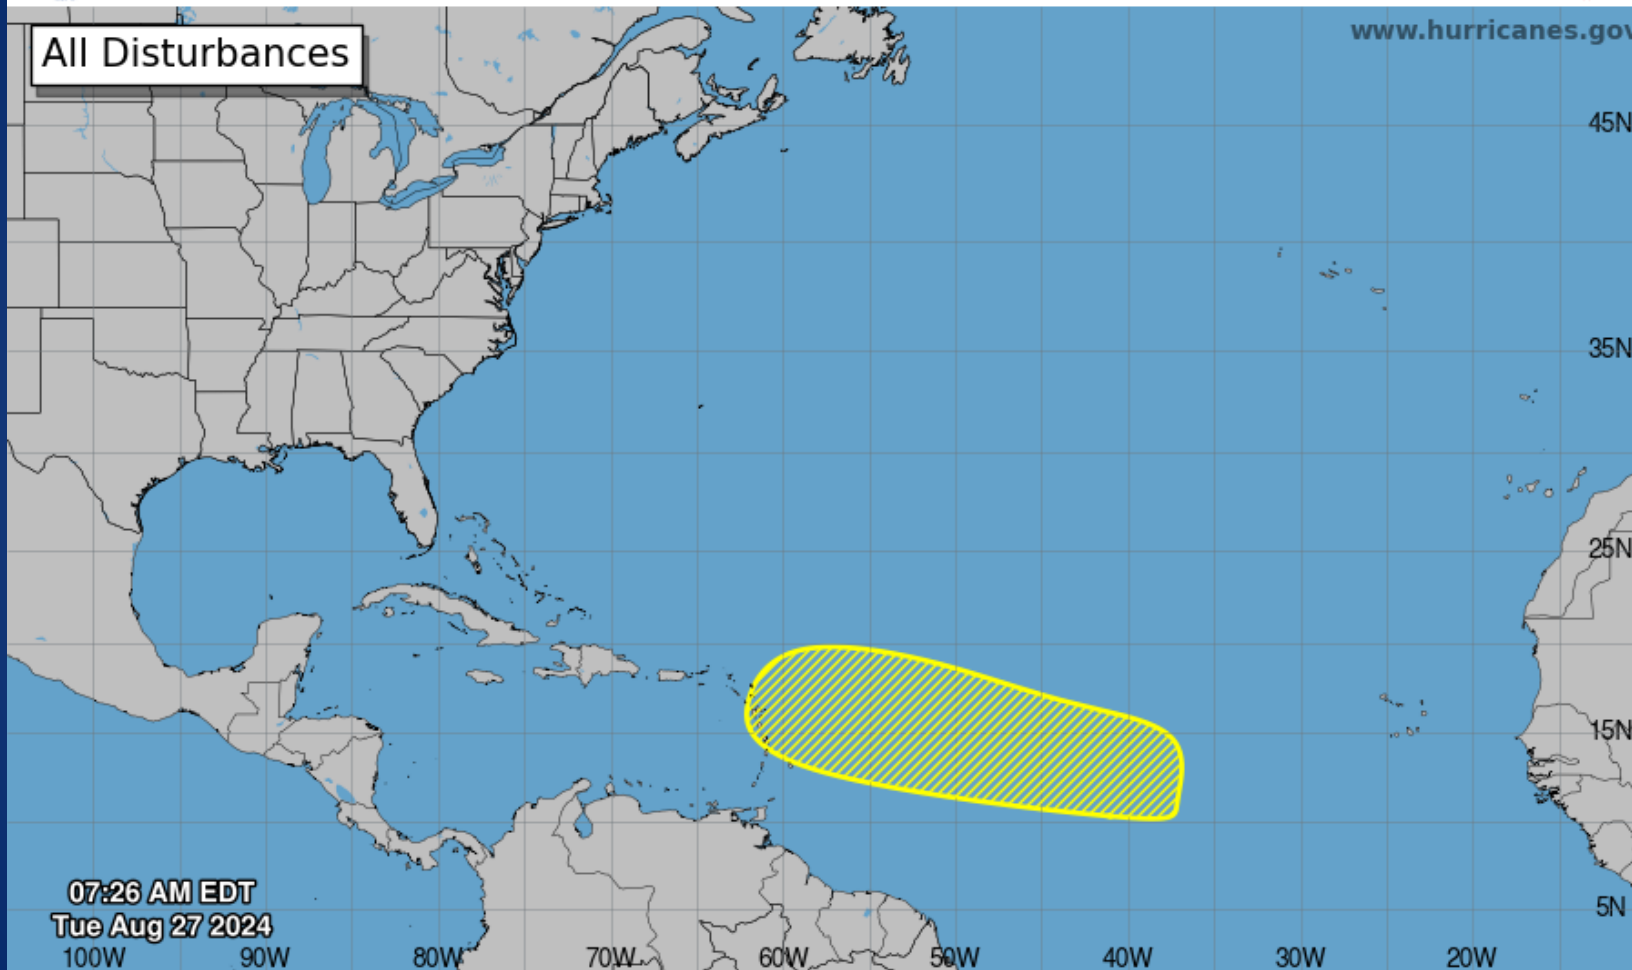 All Disturbances
www.hurricanes.gov
45N
35N
25N
15N
5N
07:26 AM EDT
Tue Aug 27 2024
100W 90W 80W 70W 60W 50W 40W 30W 20W